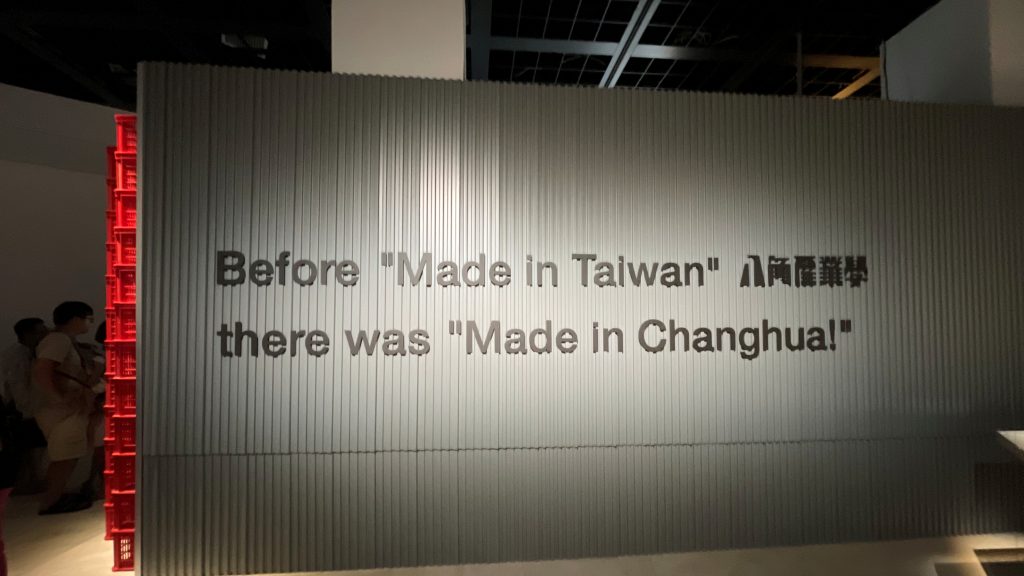 Before "Made in Taiwan"
there was "Made in Changhua!"